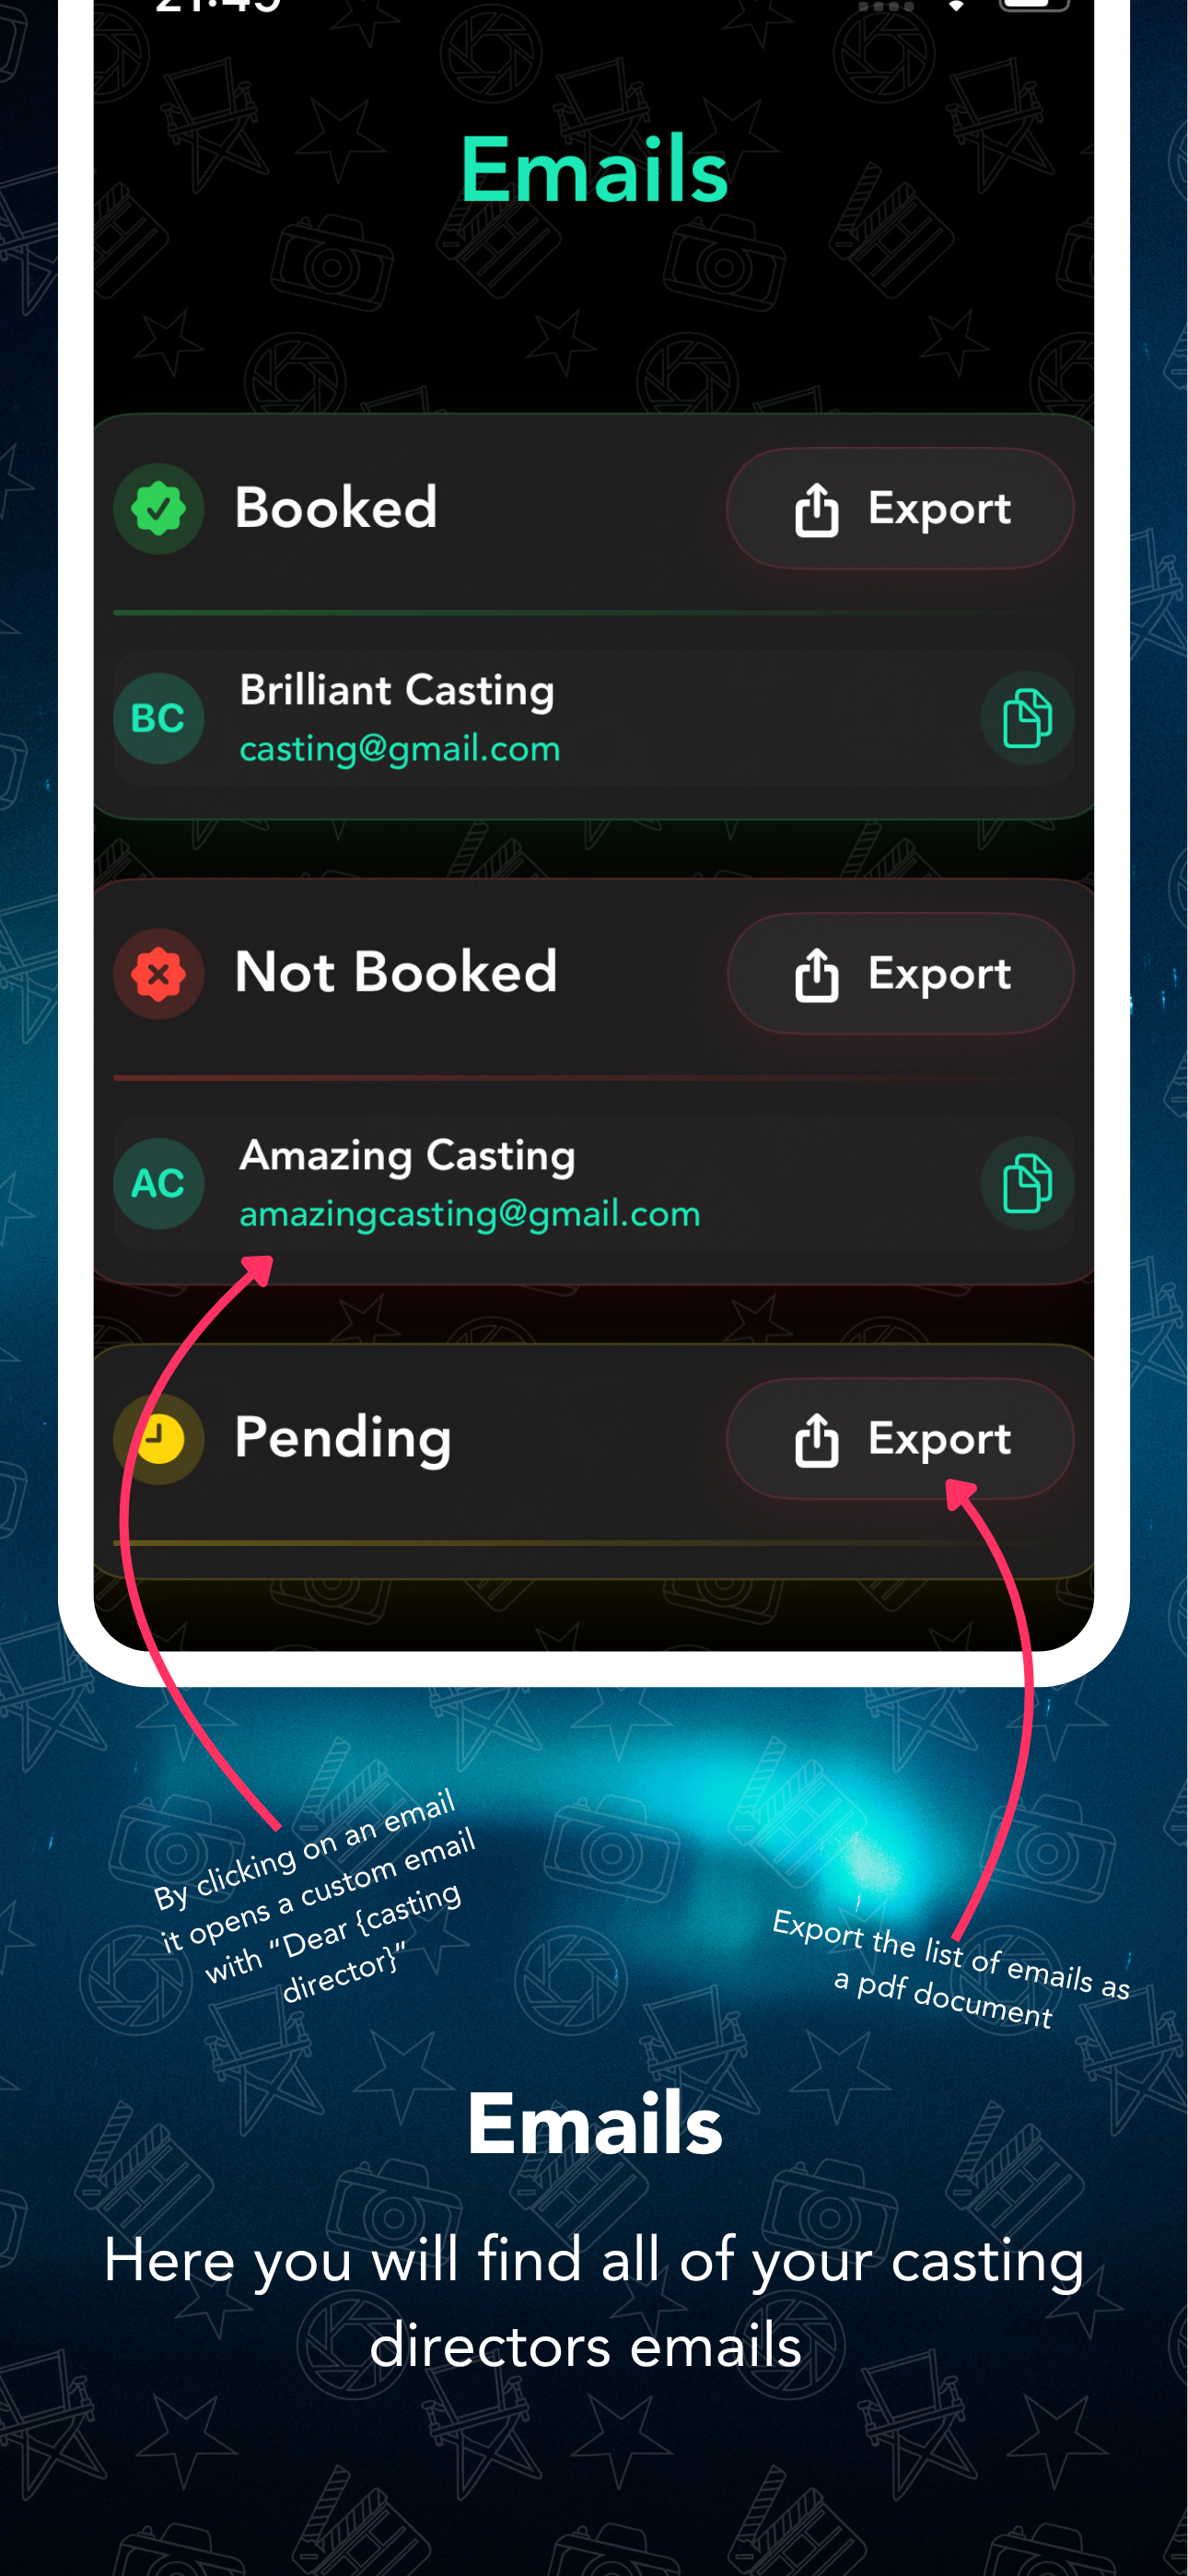 21:45
Emails
Booked
Export
BC
Brilliant Casting
casting@gmail.com
Not Booked
Export
AC
Amazing Casting
amazingcasting@gmail.com
Pending
Export
By clicking on an email
it opens a custom email
with “Dear {casting
director}”
Export the list of emails as
a pdf document
Emails
Here you will find all of your casting
directors emails